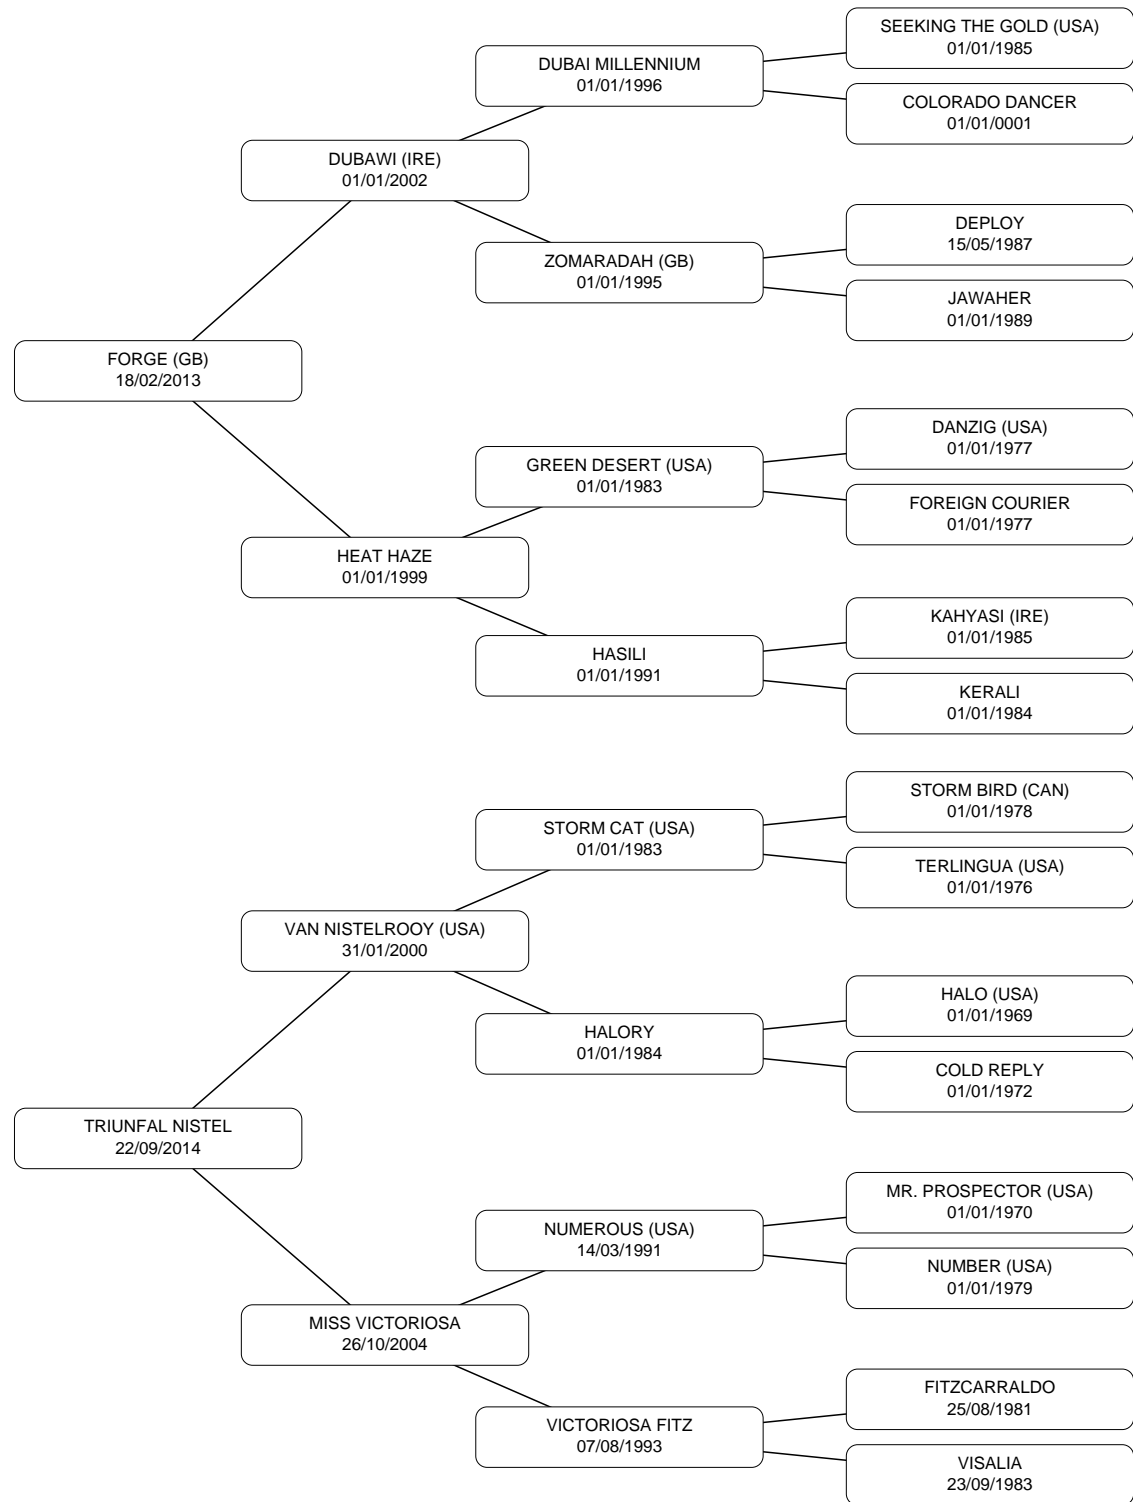 SEEKING THE GOLD (USA)
01/01/1985
DUBAI MILLENNIUM
01/01/1996
COLORADO DANCER
01/01/0001
DUBAWI (IRE)
01/01/2002
DEPLOY
15/05/1987
ZOMARADAH (GB)
01/01/1995
JAWAHER
01/01/1989
FORGE (GB)
18/02/2013
DANZIG (USA)
01/01/1977
GREEN DESERT (USA)
01/01/1983
FOREIGN COURIER
01/01/1977
HEAT HAZE
01/01/1999
KAHYASI (IRE)
01/01/1985
HASILI
01/01/1991
KERALI
01/01/1984
STORM BIRD (CAN)
01/01/1978
STORM CAT (USA)
01/01/1983
TERLINGUA (USA)
01/01/1976
VAN NISTELROOY (USA)
31/01/2000
HALO (USA)
01/01/1969
HALORY
01/01/1984
COLD REPLY
01/01/1972
TRIUNFAL NISTEL
22/09/2014
MR. PROSPECTOR (USA)
01/01/1970
NUMEROUS (USA)
14/03/1991
NUMBER (USA)
01/01/1979
MISS VICTORIOSA
26/10/2004
FITZCARRALDO
25/08/1981
VICTORIOSA FITZ
07/08/1993
VISALIA
23/09/1983